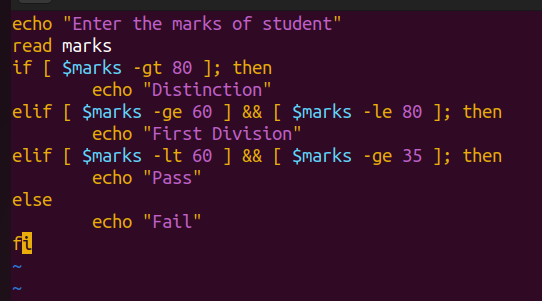 echo "Enter the marks of student"
read marks
if [ $marks -gt 80 ]; then
        echo "Distinction"
elif [ $marks -ge 60 ] && [ $marks -le 80 ]; then
        echo "First Division"
elif [ $marks -lt 60 ] && [ $marks -ge 35 ]; then
        echo "Pass"
else
        echo "Fail"
fi
~
~